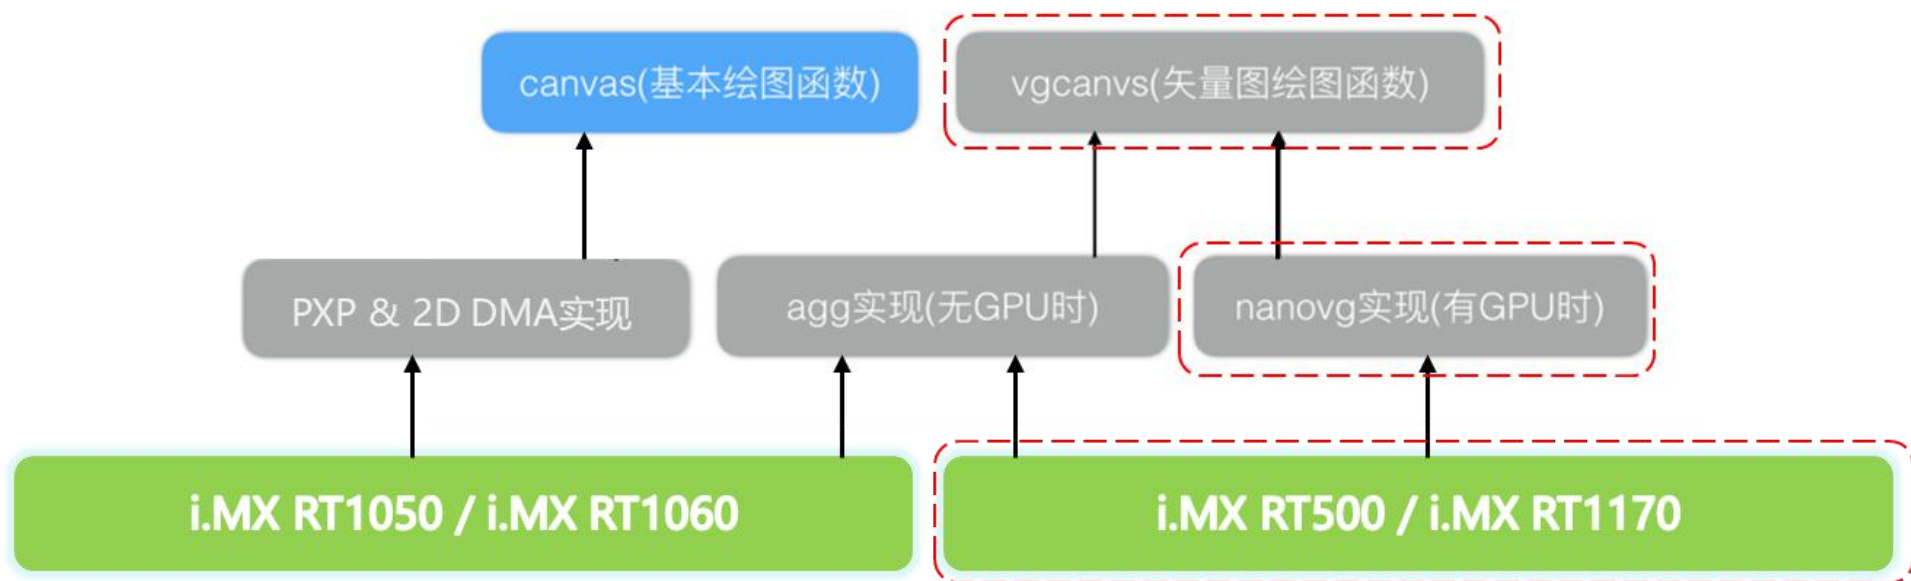 canvas(基本绘图函数)
vgcanvs(矢量图绘图函数)
PXP & 2D DMA实现
agg实现(无GPU时)
nanovg实现(有GPU时)
i.MX RT1050 / i.MX RT1060
i.MX RT500 / i.MX RT1170